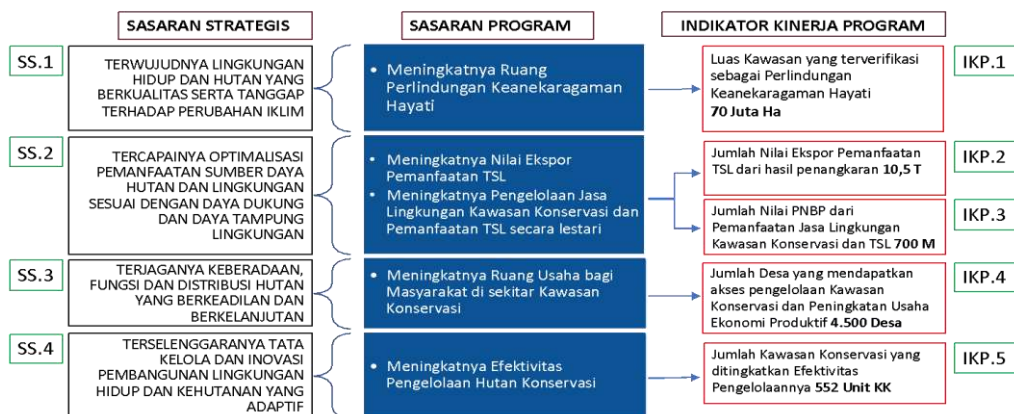 SASARAN STRATEGIS
SASARAN PROGRAM
INDIKATOR KINERJA PROGRAM
SS.1
TERWUJUDNYA LINGKUNGAN
HIDUP DAN HUTAN YANG
BERKUALITAS SERTA TANGGAP
TERHADAP PERUBAHAN IKLIM
• Meningkatnya Ruang
Perlindungan Keanekaragaman
Hayati
Luas Kawasan yang terverifikasi
sebagai Perlindungan
Keanekaragaman Hayati
70 Juta Ha
IKP.1
SS.2
TERCAPAINYA OPTIMALISASI
PEMANFAATAN SUMBER DAYA
HUTAN DAN LINGKUNGAN
SESUAI DENGAN DAYA DUKUNG
DAN DAYA TAMPUNG
LINGKUNGAN
• Meningkatnya Nilai Ekspor
Pemanfaatan TSL
• Meningkatnya Pengelolaan Jasa
Lingkungan Kawasan Konservasi dan
Pemanfaatan TSL secara lestari
Jumlah Nilai Ekspor Pemanfaatan
TSL dari hasil penangkaran 10,5 T
IKP.2
Jumlah Nilai PNBP dari
Pemanfaatan Jasa Lingkungan
Kawasan Konservasi dan TSL 700 M
IKP.3
SS.3
TERJAGANYA KEBERADAAN,
FUNGSI DAN DISTRIBUSI HUTAN
YANG BERKEADILAN DAN
BERKELANJUTAN
• Meningkatnya Ruang Usaha bagi
Masyarakat di sekitar Kawasan
Konservasi
Jumlah Desa yang mendapatkan
akses pengelolaan Kawasan
Konservasi dan Peningkatan Usaha
Ekonomi Produktif 4.500 Desa
IKP.4
SS.4
TERSELENGGARANYA TATA
KELOLA DAN INOVASI
PEMBANGUNAN LINGKUNGAN
HIDUP DAN KEHUTANAN YANG
ADAPTIF
• Meningkatnya Efektivitas
Pengelolaan Hutan Konservasi
Jumlah Kawasan Konservasi yang
ditingkatkan Efektivitas
Pengelolaannya 552 Unit KK
IKP.5